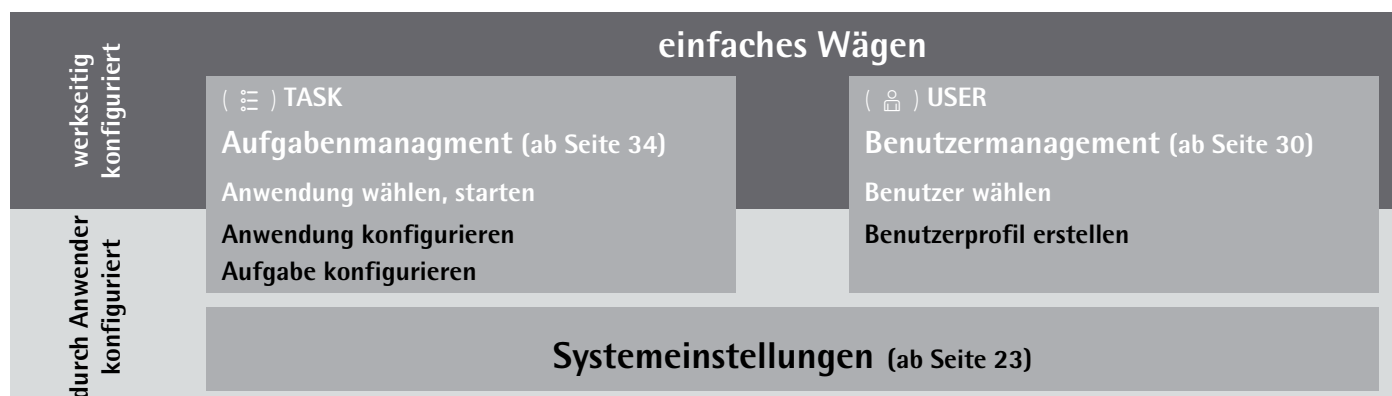 werkseitig
konfiguriert
einfaches Wägen
( ) TASK
Aufgabenmanagment (ab Seite 34)
Anwendung wählen, starten
Anwendung konfigurieren
Aufgabe konfigurieren
( ) USER
Benutzermanagement (ab Seite 30)
Benutzer wählen
Benutzerprofil erstellen
durch Anwender
konfiguriert
Systemeinstellungen (ab Seite 23)